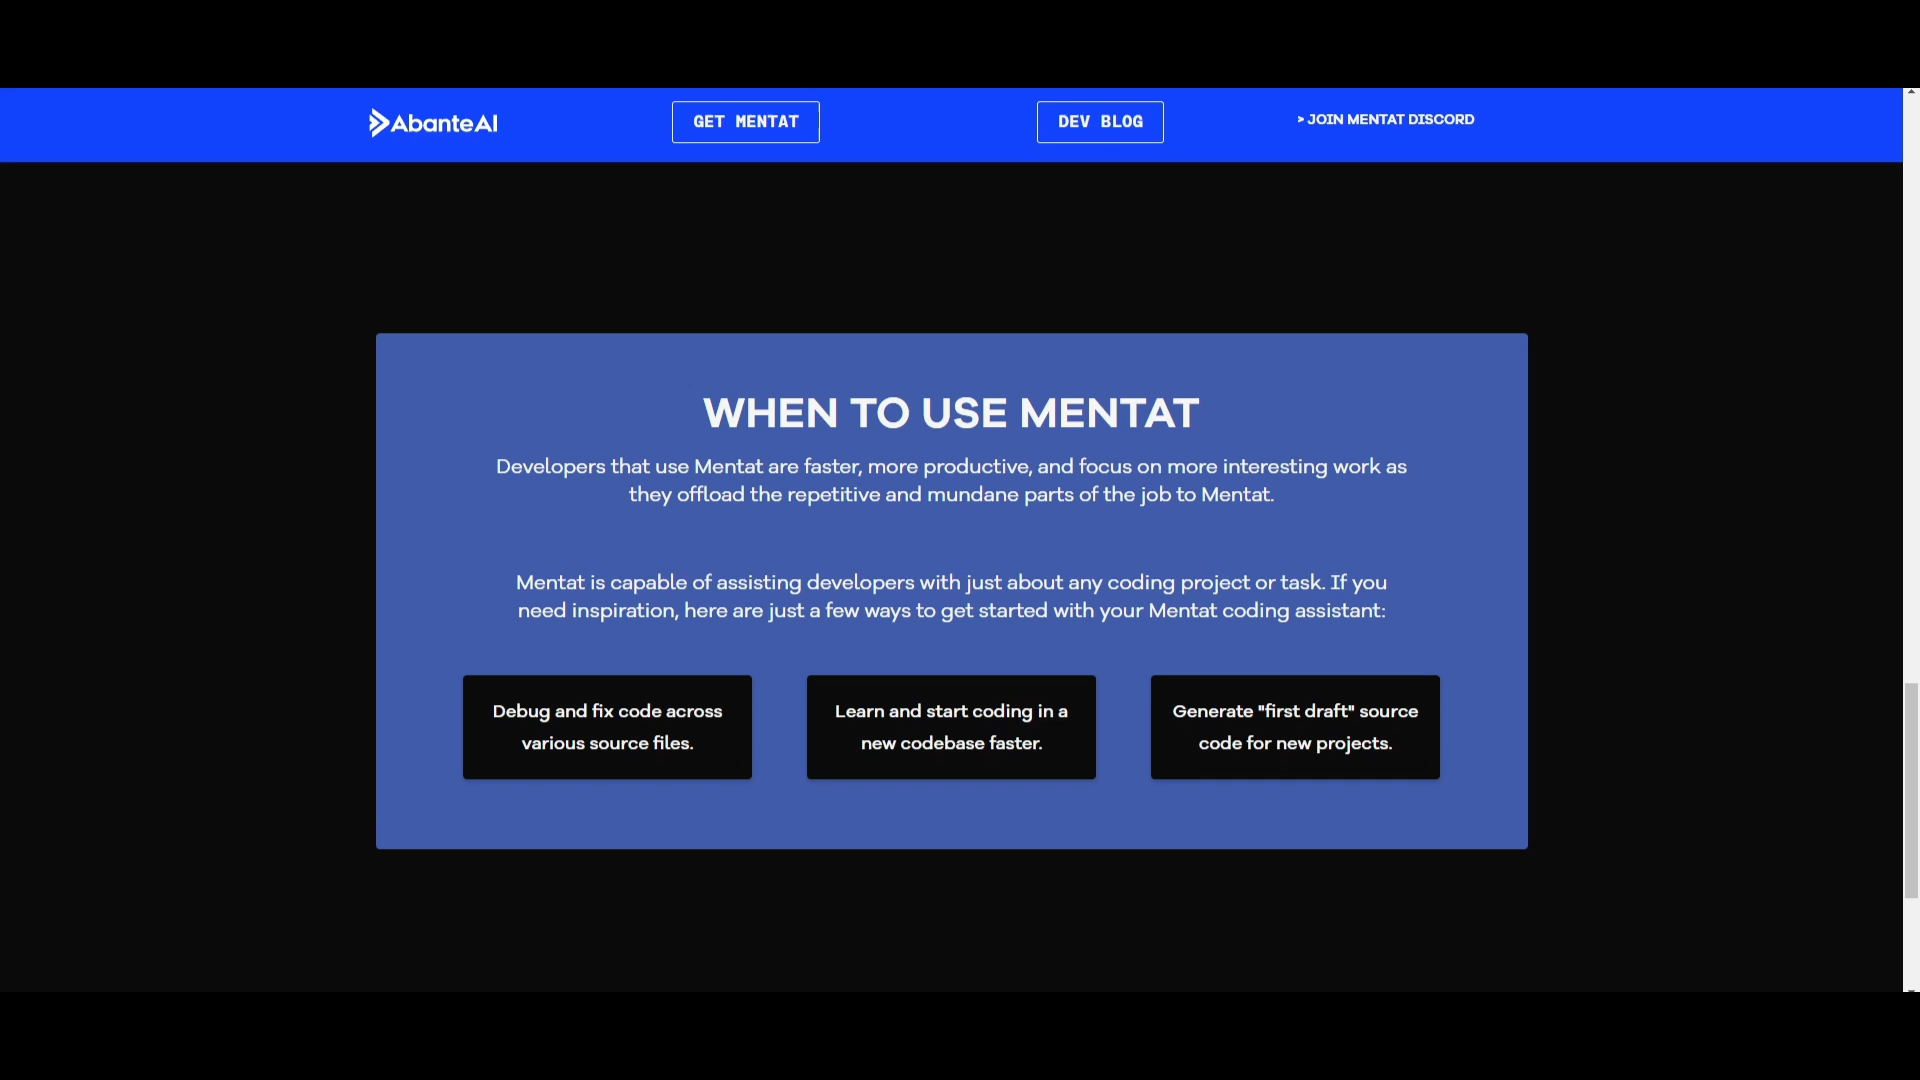 AbanteAI
GET MENTAT
DEV BLOG
> JOIN MENTAT DISCORD
WHEN TO USE MENTAT
Developers that use Mentat are faster, more productive, and focus on more interesting work as
they offload the repetitive and mundane parts of the job to Mentat.
Mentat is capable of assisting developers with just about any coding project or task. If you
need inspiration, here are just a few ways to get started with your Mentat coding assistant:
Debug and fix code across
various source files.
Learn and start coding in a
new codebase faster.
Generate "first draft" source
code for new projects.